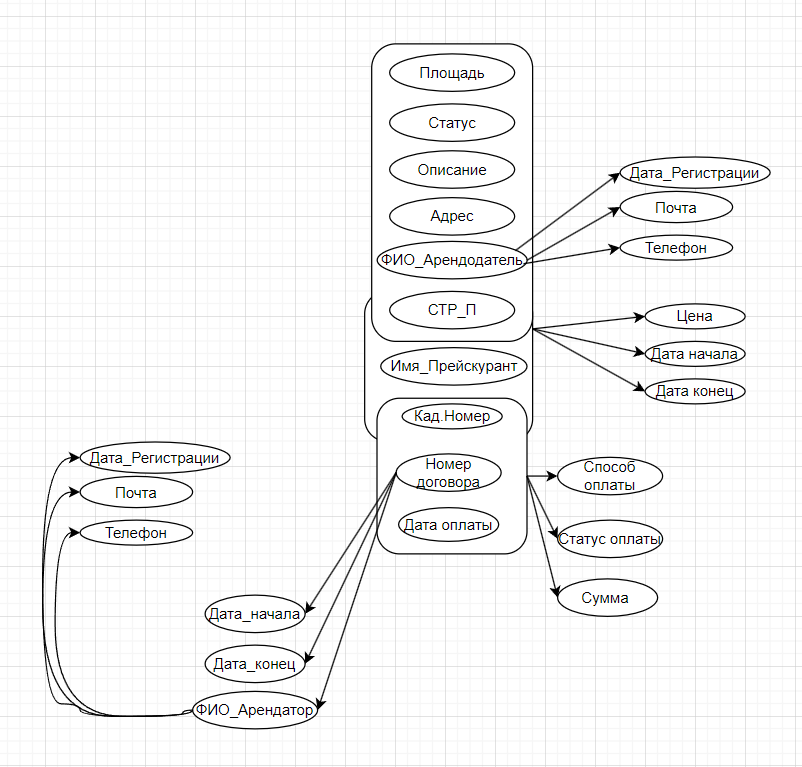 Площадь
Статус
Описание
Адрес
ФИО_Арендодатель
СТР_П
Дата_Регистрации
Почта
Телефон
Цена
Дата начала
Дата конец
Имя_Прейскурант
Кад.Номер
Номер
договора
Дата оплаты
Способ
оплаты
Статус оплаты
Сумма
Дата_Регистрации
Почта
Телефон
Дата_начала
Дата_конец
ФИО_Арендатор